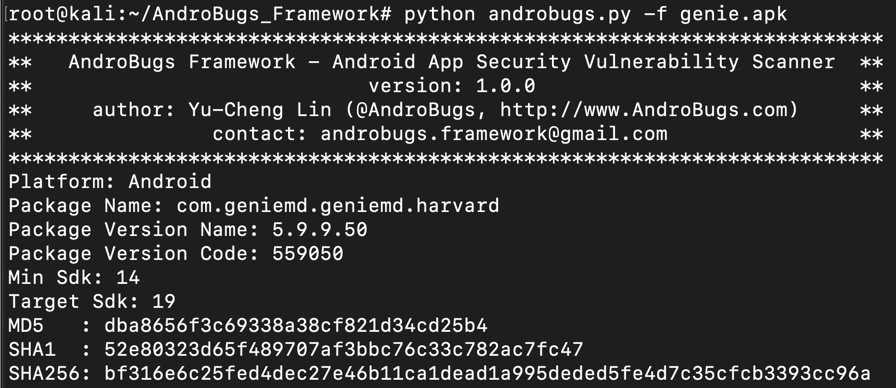 root@kali:~/AndroBugs_Framework# python androbugs.py -f genie.apk
*************************************************************************
**   AndroBugs Framework - Android App Security Vulnerability Scanner  **
**                            version: 1.0.0                           **
**     author: Yu-Cheng Lin (@AndroBugs, http://www.AndroBugs.com)     **
**               contact: androbugs.framework@gmail.com                **
*************************************************************************
Platform: Android
Package Name: com.geniemd.geniemd.harvard
Package Version Name: 5.9.9.50
Package Version Code: 559050
Min Sdk: 14
Target Sdk: 19
MD5   : dba8656f3c69338a38cf821d34cd25b4
SHA1  : 52e80323d65f489707af3bbc76c33c782ac7fc47
SHA256: bf316e6c25fed4dec27e46b11ca1dead1a995deded5fe4d7c35cfcb3393cc96a